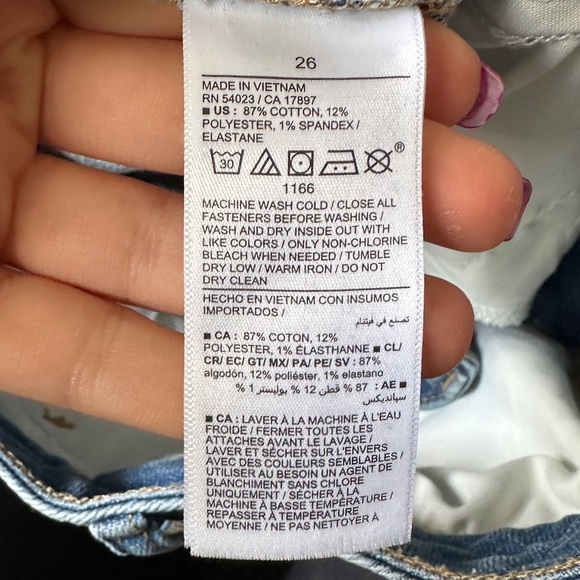 26
MADE IN VIETNAM
RN 54023 / CA 17897
■ US : 87% COTTON, 12%
POLYESTER, 1% SPANDEX /
ELASTANE
30
®
1166
MACHINE WASH COLD / CLOSE ALL
FASTENERS BEFORE WASHING /
WASH AND DRY INSIDE OUT WITH
LIKE COLORS / ONLY NON-CHLORINE
BLEACH WHEN NEEDED / TUMBLE
DRY LOW / WARM IRON / DO NOT
DRY CLEAN
HECHO EN VIETNAM CON INSUMOS
IMPORTADOS /
تصنع في فيتنام
■ CA : 87% COTON, 12%
POLYESTER, 1% ÉLASTHANNE ■ CL/
CR/ EC/ GT/ MX/ PA/ PE/ SV : 87%
algodón, 12% poliéster, 1% elastano
■ AE : 87 % قطن 12 % بوليستر 1 %
سپاندیکس
■ CA : LAVER À LA MACHINE À L'EAU
FROIDE / FERMER TOUTES LES
ATTACHES AVANT LE LAVAGE /
LAVER ET SÉCHER SUR L'ENVERS
AVEC DES COULEURS SEMBLABLES /
UTILISER AU BESOIN UN AGENT DE
BLANCHIMENT SANS CHLORE
UNIQUEMENT / SÉCHER À LA
MACHINE À BASSE TEMPÉRATURE /
REPASSER À TEMPÉRATURE
MOYENNE / NE PAS NETTOYER À